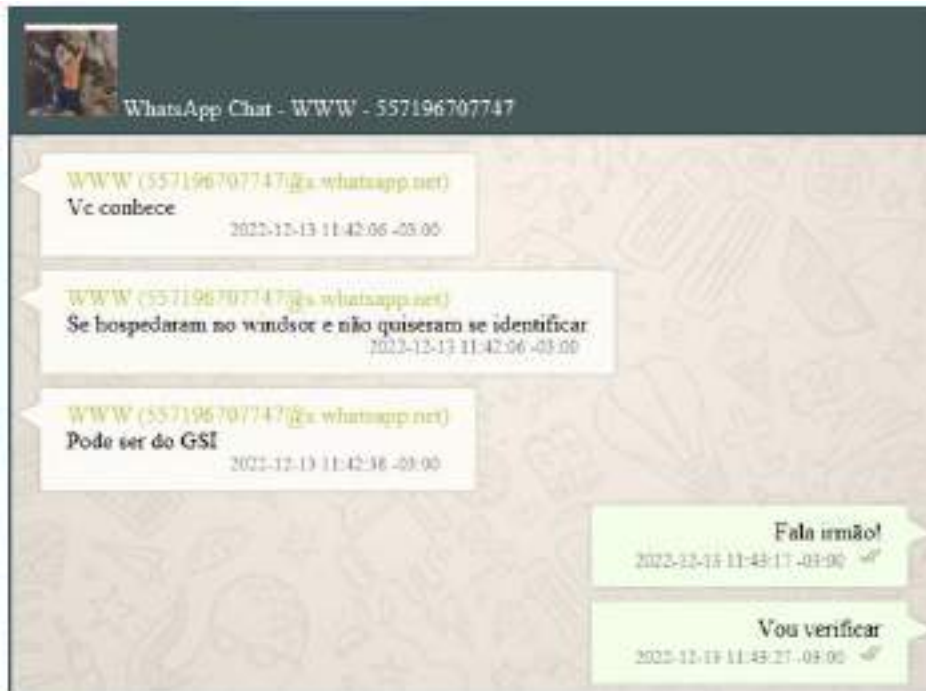 WhatsApp Chat - WWW - 557196707747
WWW (557196707747@s.whatsapp.net)
Vc conhece
2022-12-13 11:42:06 -03:00
WWW (557196707747@s.whatsapp.net)
Se hospedaram no windsor e não quiseram se identificar
2022-12-13 11:42:06 -03:00
WWW (557196707747@s.whatsapp.net)
Pode ser do GSI
2022-12-13 11:42:38 -03:00
Fala irmão!
2022-12-13 11:43:17 -03:00
Vou verificar
2022-12-13 11:43:27 -03:00